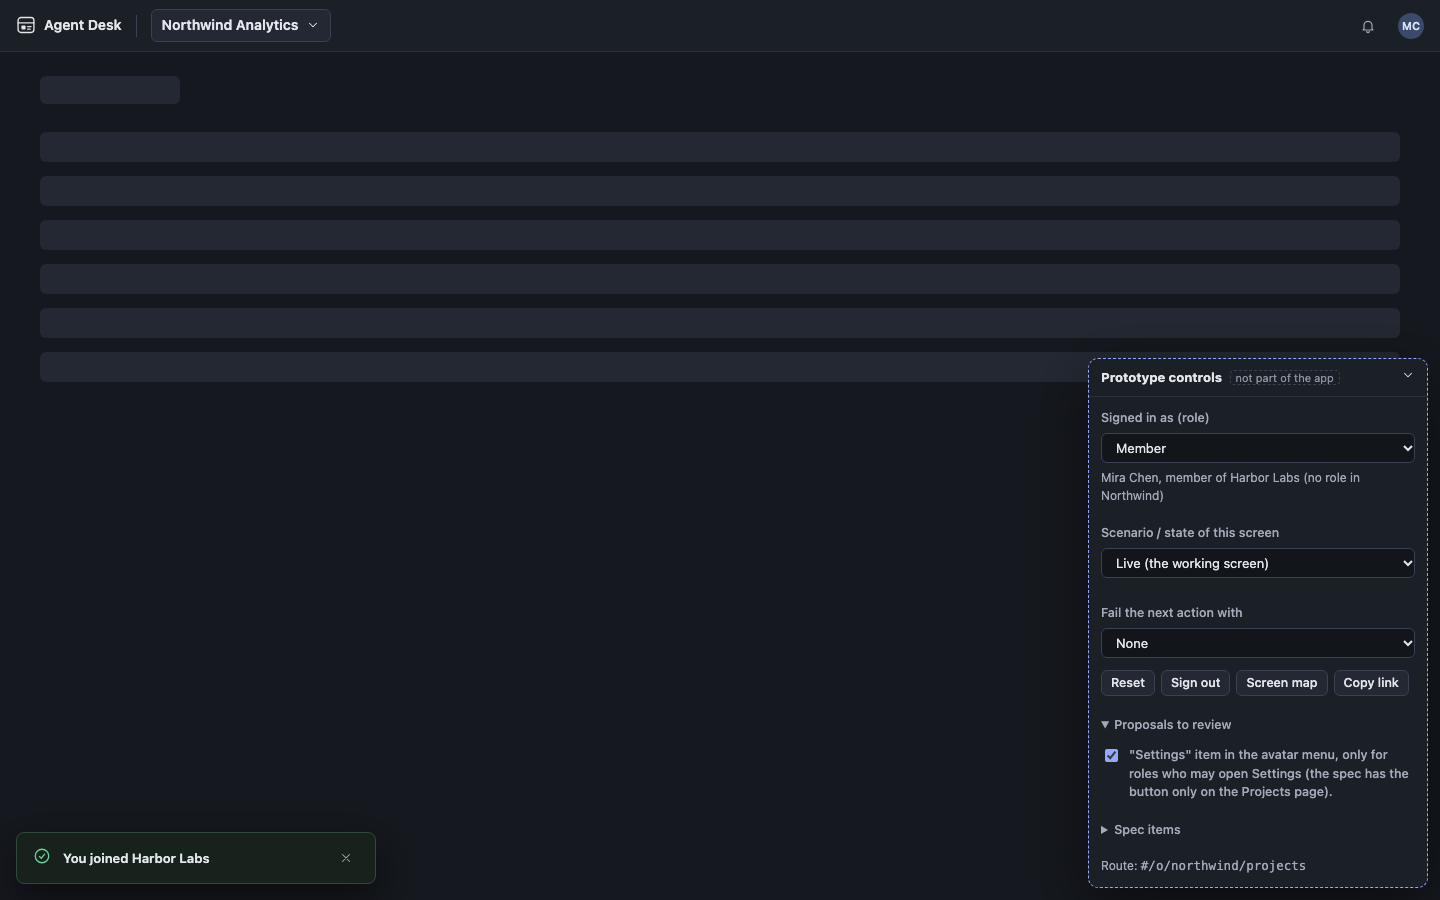 Agent Desk
Northwind Analytics
MC
Prototype controls
not part of the app
Signed in as (role)
Member
Mira Chen, member of Harbor Labs (no role in
Northwind)
Scenario / state of this screen
Live (the working screen)
Fail the next action with
None
Reset
Sign out
Screen map
Copy link
Proposals to review
"Settings" item in the avatar menu, only for
roles who may open Settings (the spec has the
button only on the Projects page).
Spec items
Route: #/o/northwind/projects
You joined Harbor Labs